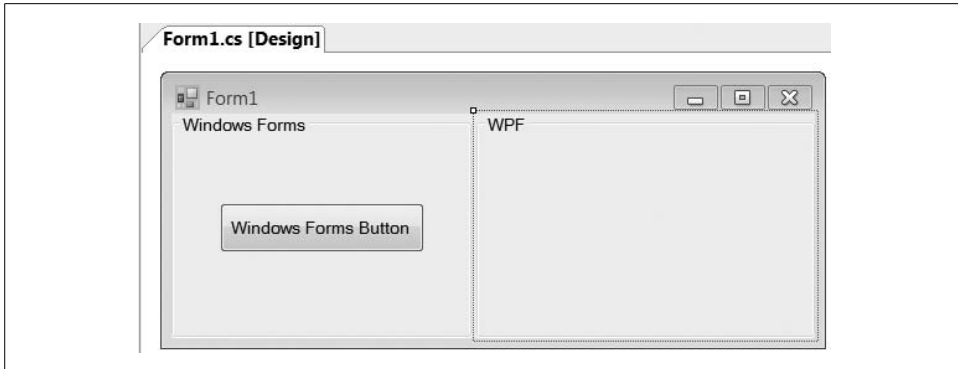 Form1.cs [Design]
Form1
Windows Forms
WPF
Windows Forms Button